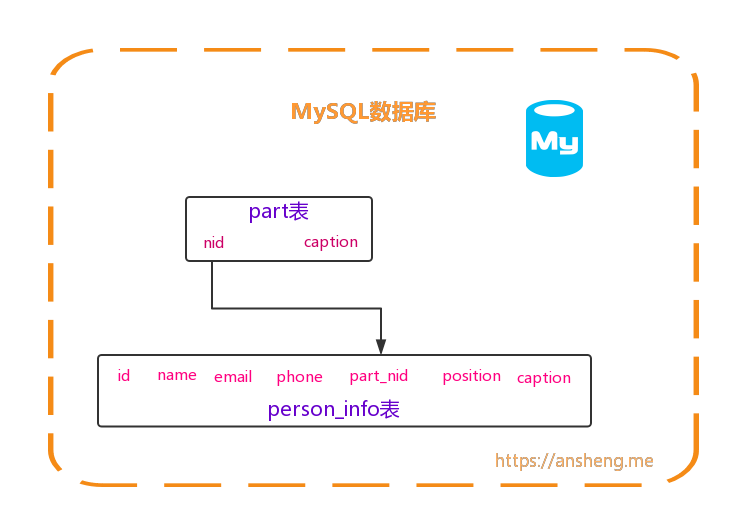 MySQL数据库
My
part表
nid caption
id name email phone part_nid position caption
person_info表
https://ansheng.me